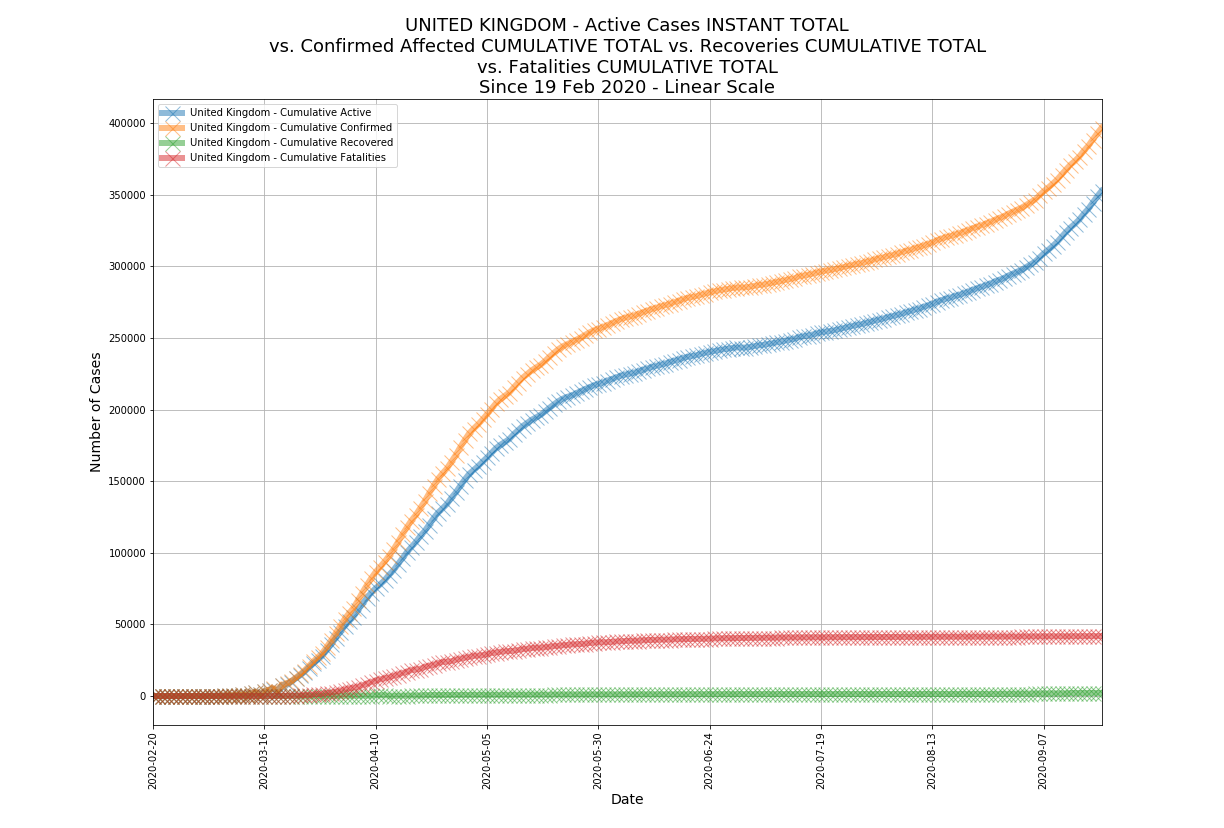 UNITED KINGDOM - Active Cases INSTANT TOTAL
vs. Confirmed Affected CUMULATIVE TOTAL vs. Recoveries CUMULATIVE TOTAL
vs. Fatalities CUMULATIVE TOTAL
Since 19 Feb 2020 - Linear Scale
United Kingdom - Cumulative Active
United Kingdom - Cumulative Confirmed
United Kingdom - Cumulative Recovered
United Kingdom - Cumulative Fatalities
Number of Cases
400000
350000
300000
250000
200000
150000
100000
50000
0
2020-02-20
2020-03-16
2020-04-10
2020-05-05
2020-05-30
2020-06-24
2020-07-19
2020-08-13
2020-09-07
Date